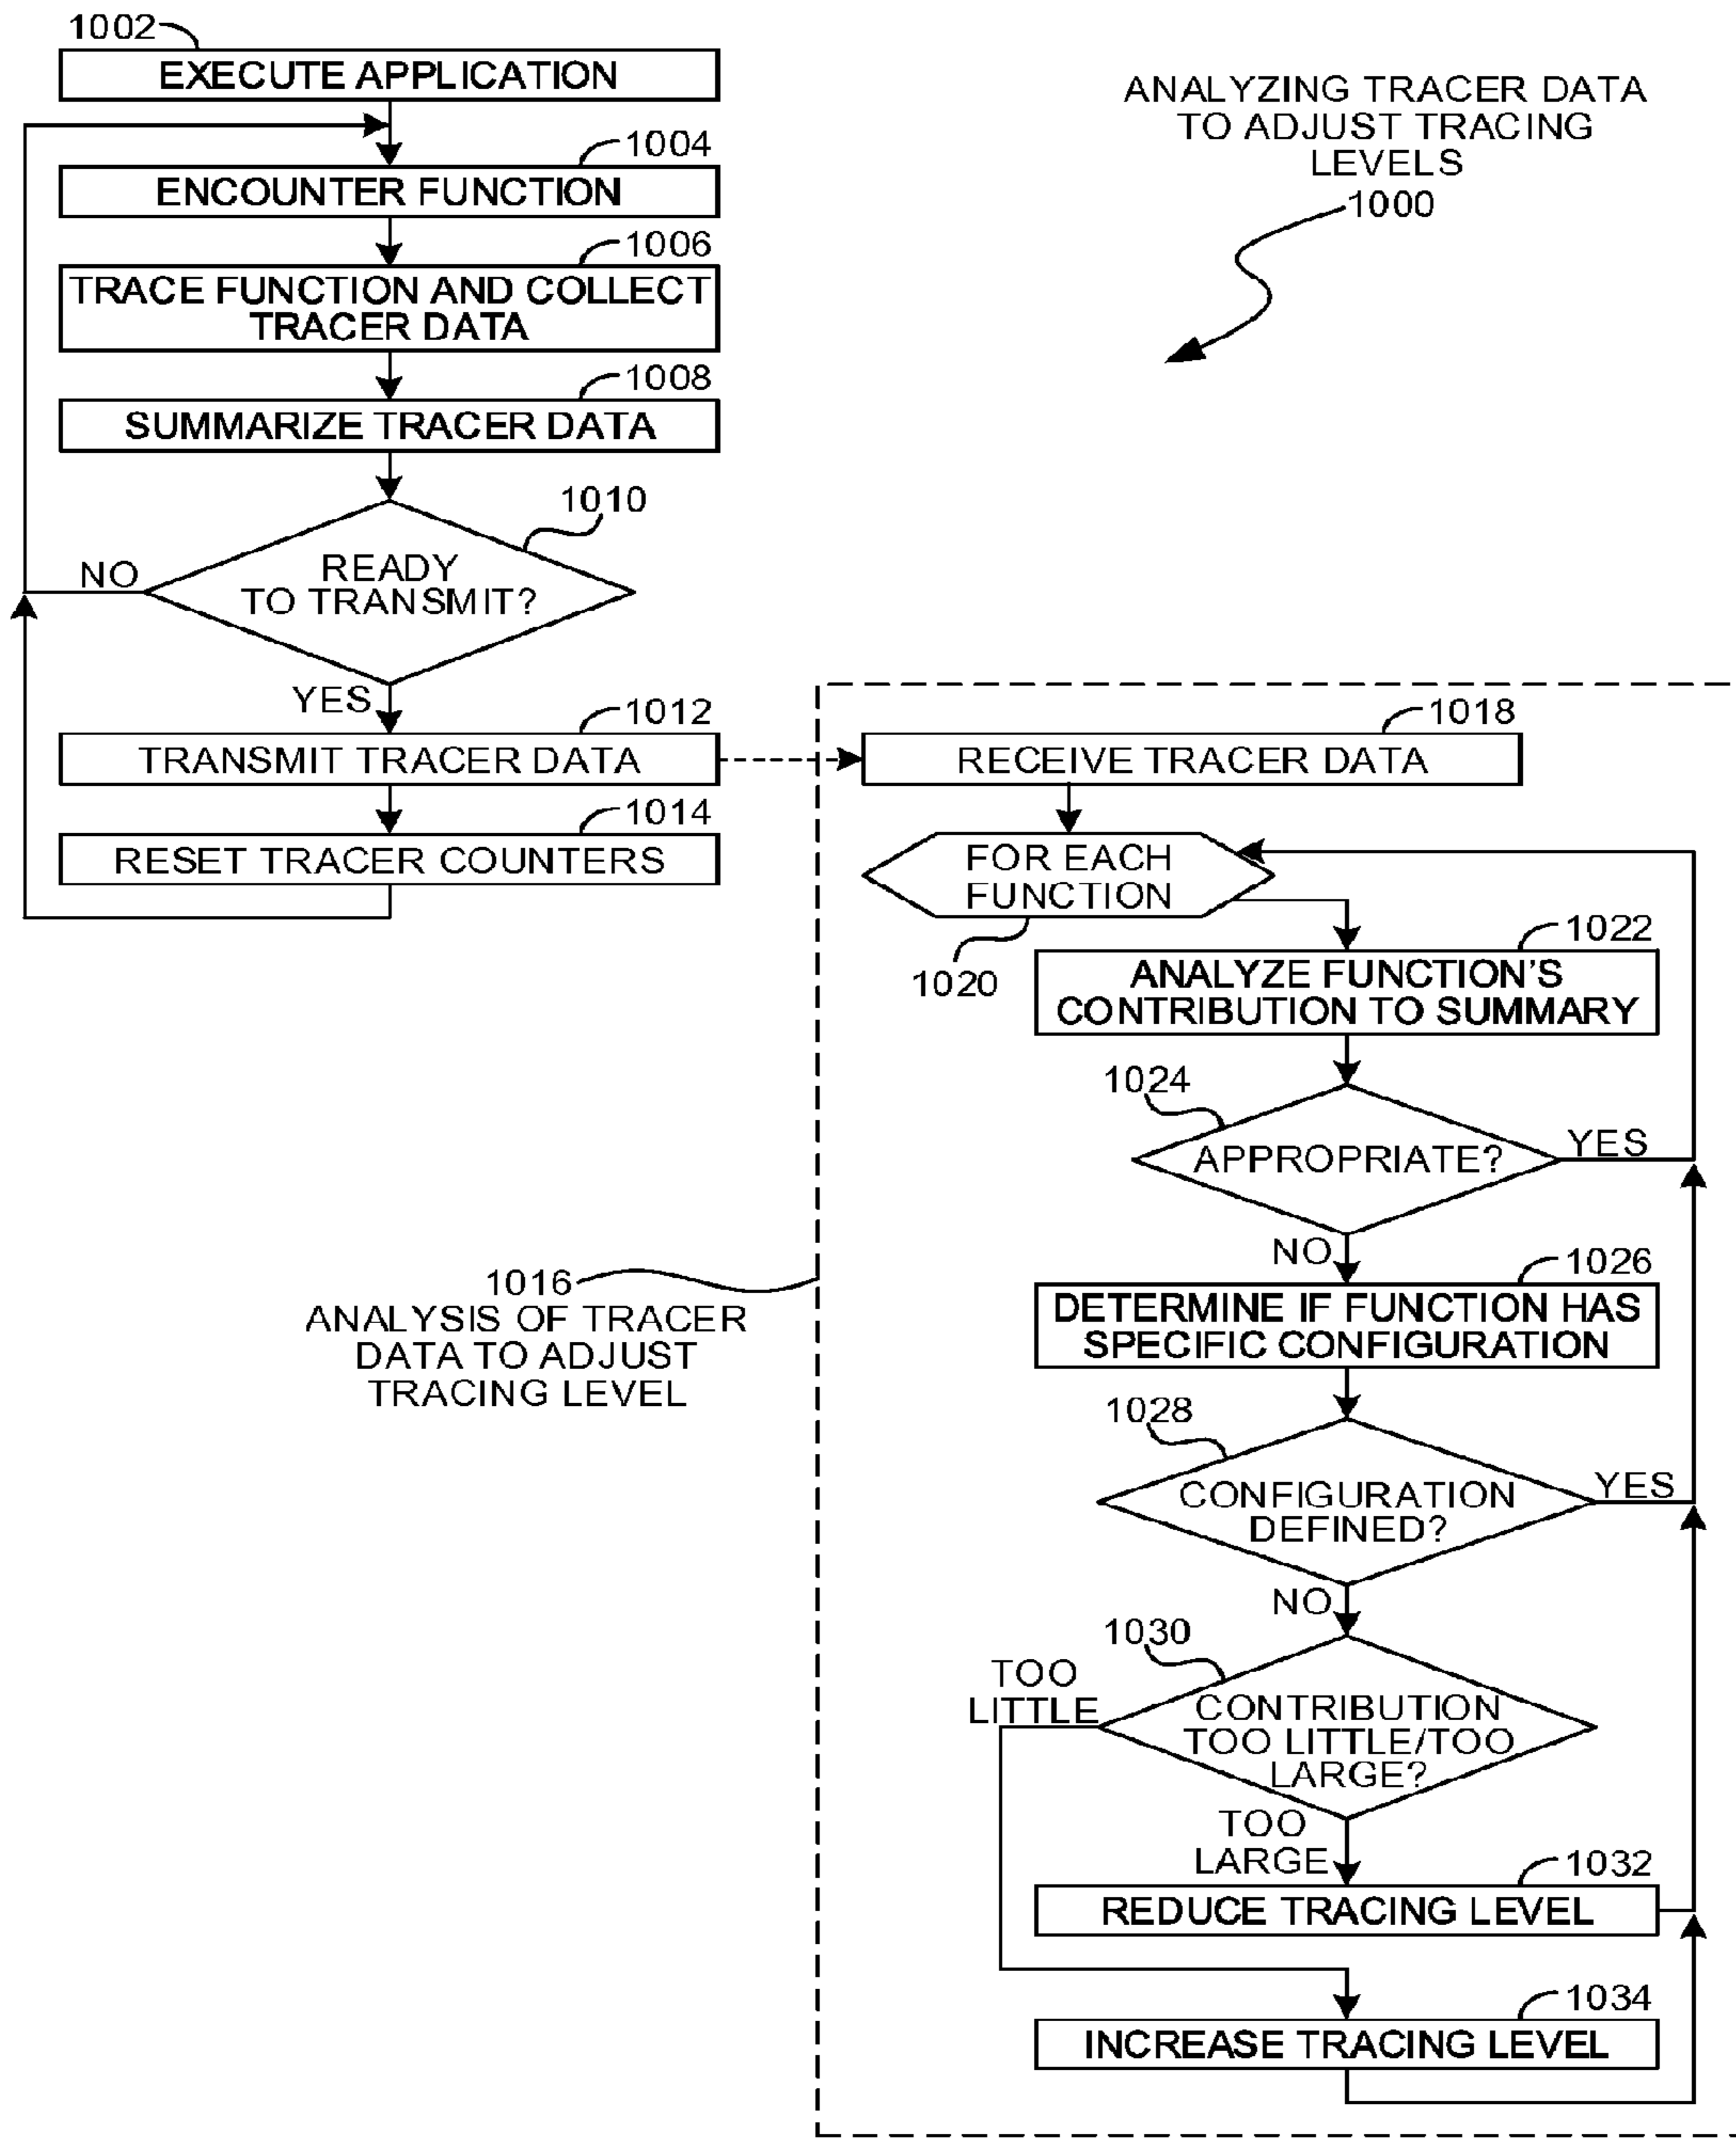 1002
EXECUTE APPLICATION
ANALYZING TRACER DATA
TO ADJUST TRACING
LEVELS
1000
1004
ENCOUNTER FUNCTION
1006
TRACE FUNCTION AND COLLECT
TRACER DATA
1008
SUMMARIZE TRACER DATA
1010
READY
TO TRANSMIT?
NO
YES
1012
TRANSMIT TRACER DATA
1014
RESET TRACER COUNTERS
1016
ANALYSIS OF TRACER
DATA TO ADJUST
TRACING LEVEL
1018
RECEIVE TRACER DATA
FOR EACH
FUNCTION
1020
1022
ANALYZE FUNCTION'S
CONTRIBUTION TO SUMMARY
1024
APPROPRIATE?
YES
NO
1026
DETERMINE IF FUNCTION HAS
SPECIFIC CONFIGURATION
1028
CONFIGURATION
DEFINED?
YES
NO
1030
TOO
LITTLE
CONTRIBUTION
TOO LITTLE/TOO
LARGE?
TOO
LARGE
1032
REDUCE TRACING LEVEL
1034
INCREASE TRACING LEVEL